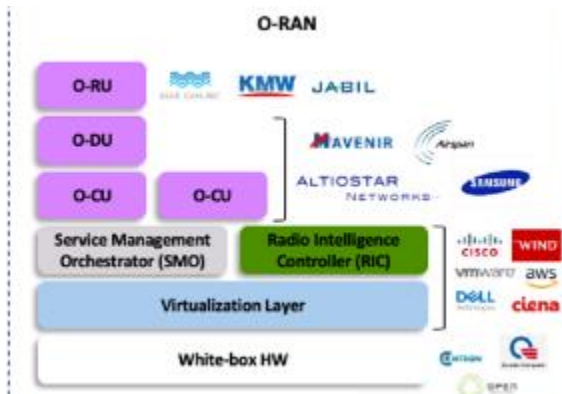 O-RAN
O-RU
KMW
JABIL
O-DU
MAVENIR
Airspan
O-CU
O-CU
ALTIOSTAR
NETWORKS
SAMSUNG
Service Management
Orchestrator (SMO)
Radio Intelligence
Controller (RIC)
CISCO
WIND
vmware
aws
Virtualization Layer
DELL
ciena
White-box HW
OPEN